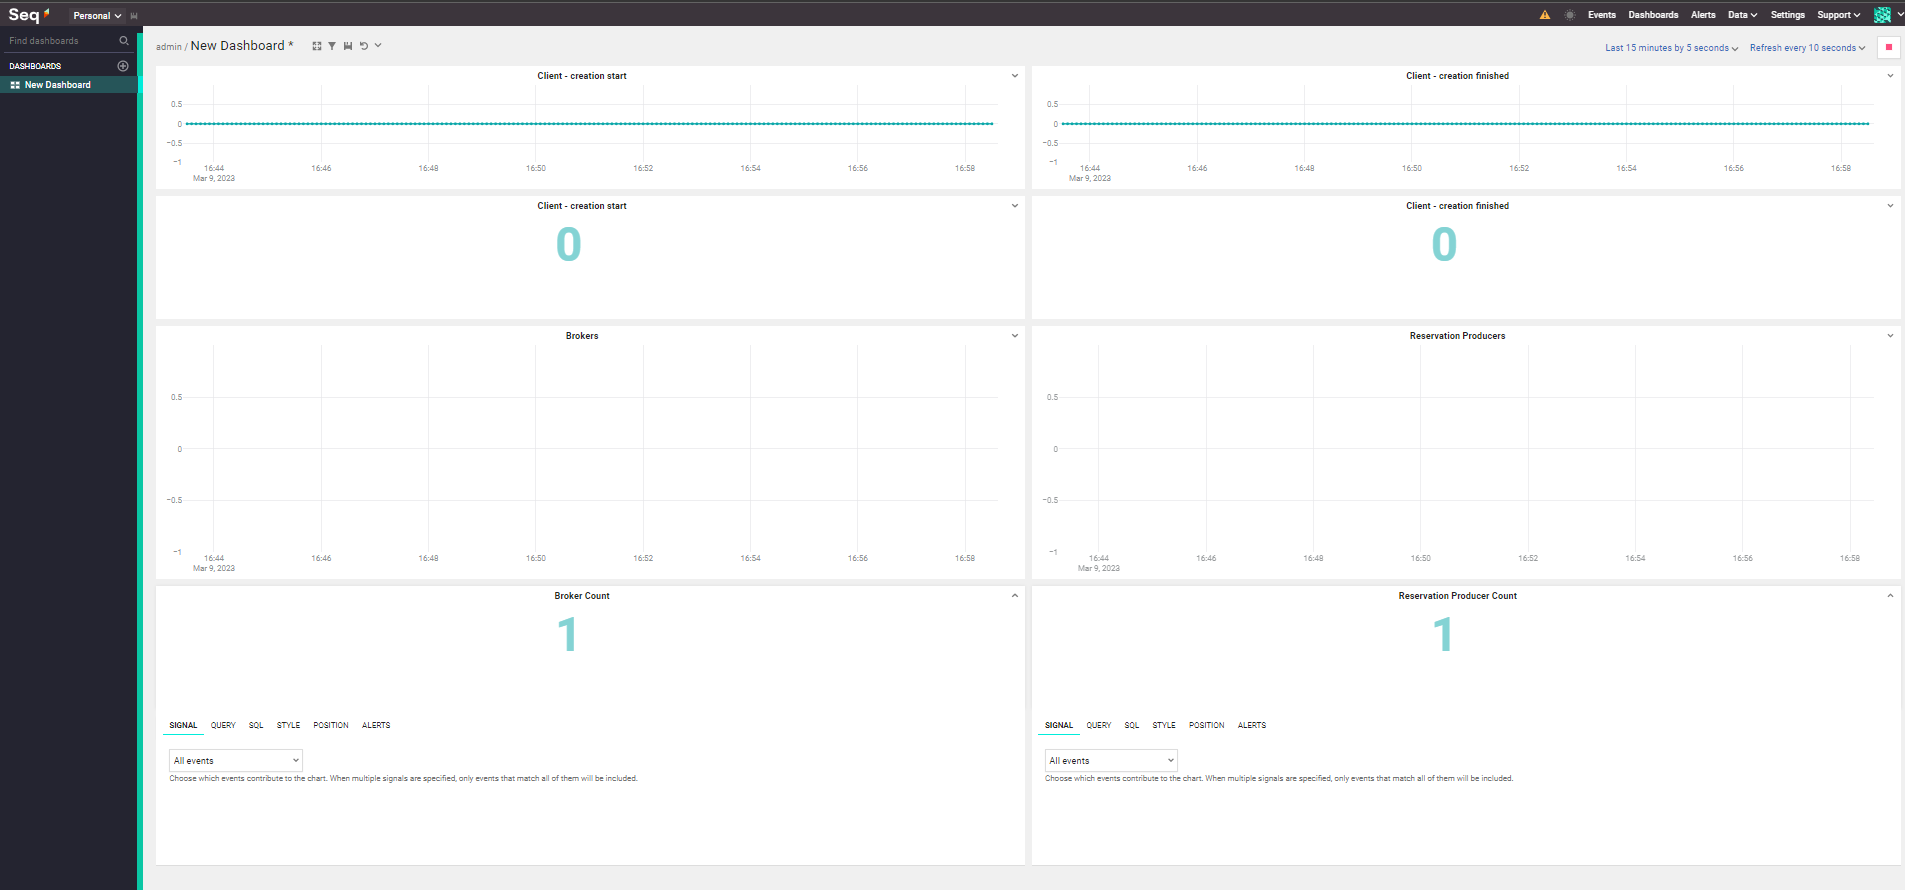 Seq Personal Events Dashboards Alerts Data Settings Support
Find dashboards
DASHBOARDS
New Dashboard
admin / New Dashboard *
Last 15 minutes by 5 seconds Refresh every 10 seconds
Client - creation start
0.5
0
−0.5
−1
16:44 16:46 16:48 16:50 16:52 16:54 16:56 16:58
Mar 9, 2023
Client - creation finished
0.5
0
−0.5
−1
16:44 16:46 16:48 16:50 16:52 16:54 16:56 16:58
Mar 9, 2023
Client - creation start
0
Client - creation finished
0
Brokers
0.5
0
−0.5
−1
16:44 16:46 16:48 16:50 16:52 16:54 16:56 16:58
Mar 9, 2023
Reservation Producers
0.5
0
−0.5
−1
16:44 16:46 16:48 16:50 16:52 16:54 16:56 16:58
Mar 9, 2023
Broker Count
1
SIGNAL QUERY SQL STYLE POSITION ALERTS
All events
Choose which events contribute to the chart. When multiple signals are specified, only events that match all of them will be included.
Reservation Producer Count
1
SIGNAL QUERY SQL STYLE POSITION ALERTS
All events
Choose which events contribute to the chart. When multiple signals are specified, only events that match all of them will be included.